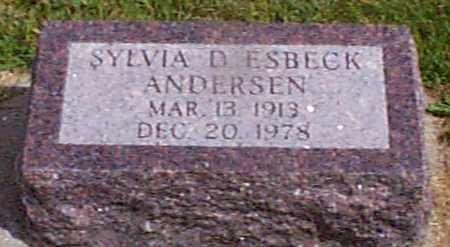 SYLVIA D. ESBECK
ANDERSEN
MAR. 13. 1913
DEC. 20. 1978